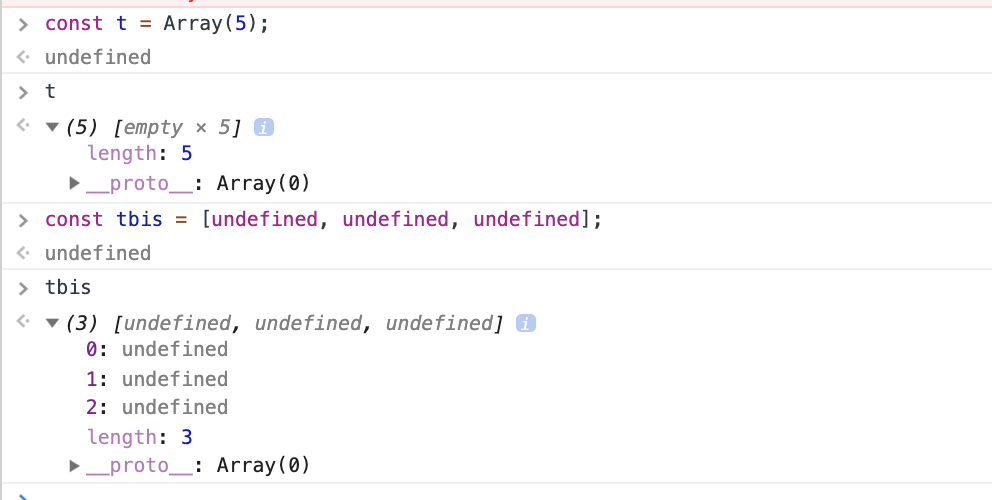 > const t = Array(5);
<· undefined
> t
<· ▼(5) [empty × 5] i
length: 5
▶__proto__: Array(0)
> const tbis = [undefined, undefined, undefined];
<· undefined
> tbis
<· ▼(3) [undefined, undefined, undefined] i
0: undefined
1: undefined
2: undefined
length: 3
▶__proto__: Array(0)
>